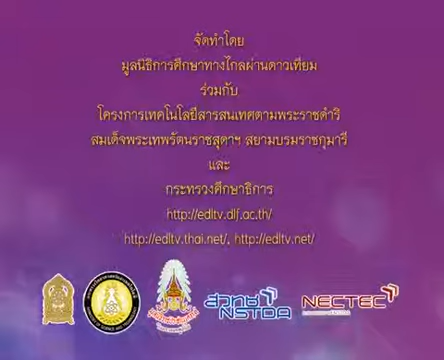 จัดทำโดย
มูลนิธิการศึกษาทางไกลผ่านดาวเทียม
ร่วมกับ
โครงการเทคโนโลยีสารสนเทศตามพระราชดำริ
สมเด็จพระเทพรัตนราชสุดาฯ สยามบรมราชกุมารี
และ
กระทรวงศึกษาธิการ
http://edltv.dlf.ac.th/
http://edltv.thai.net/, http://edltv.net/
สวทช
NSTDA
NECTEC